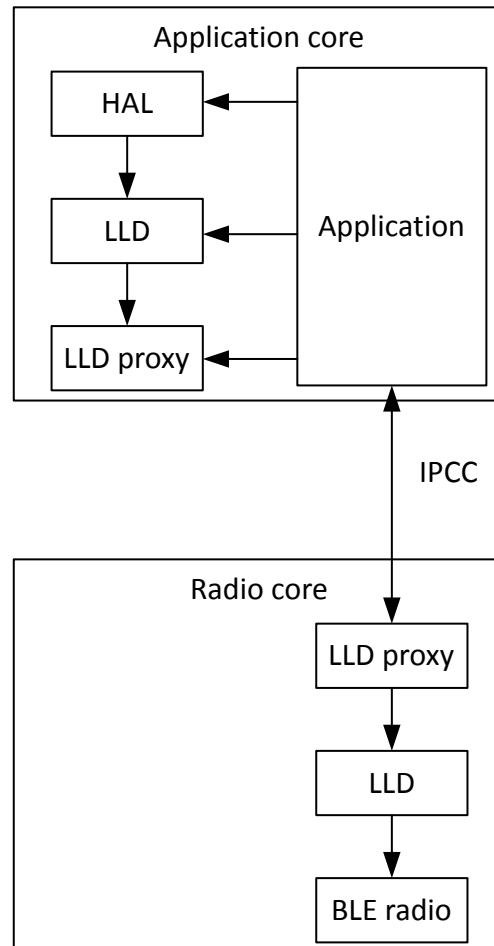 Application core
HAL
LLD
Application
LLD proxy
IPCC
Radio core
LLD proxy
LLD
BLE radio